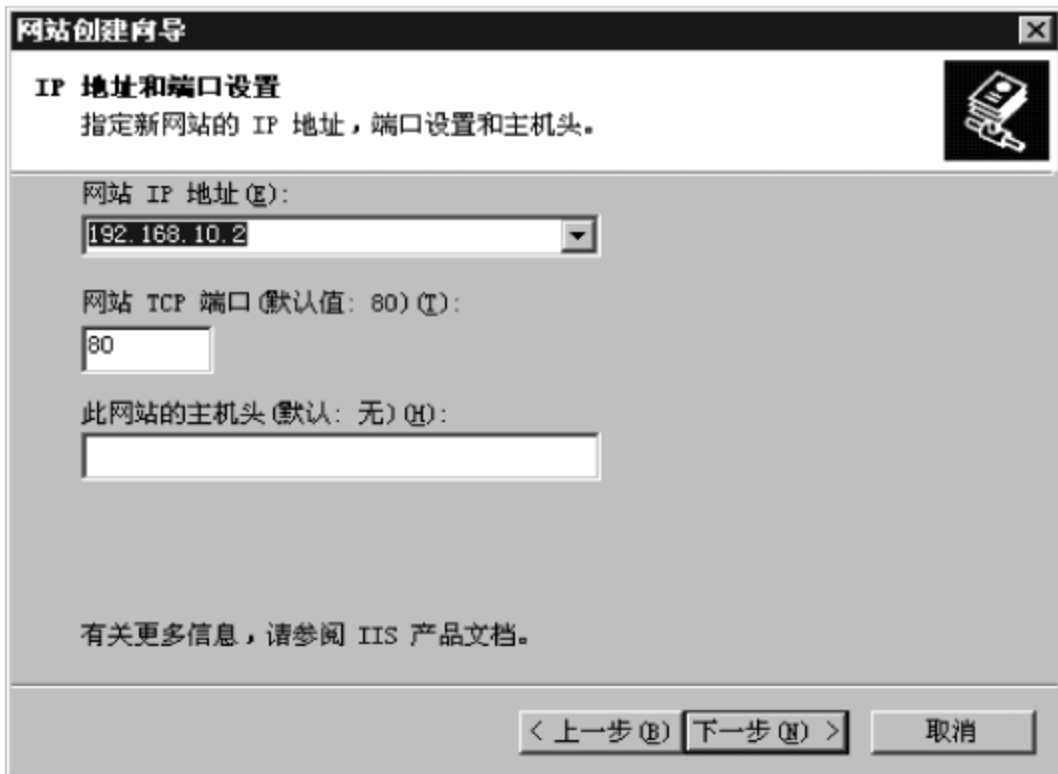 网站创建向导
IP 地址和端口设置
指定新网站的 IP 地址，端口设置和主机头。
网站 IP 地址(E):
192.168.10.2
网站 TCP 端口(默认值: 80)(T):
80
此网站的主机头(默认: 无)(H):
有关更多信息，请参阅 IIS 产品文档。
< 上一步(B) 下一步(N) > 取消